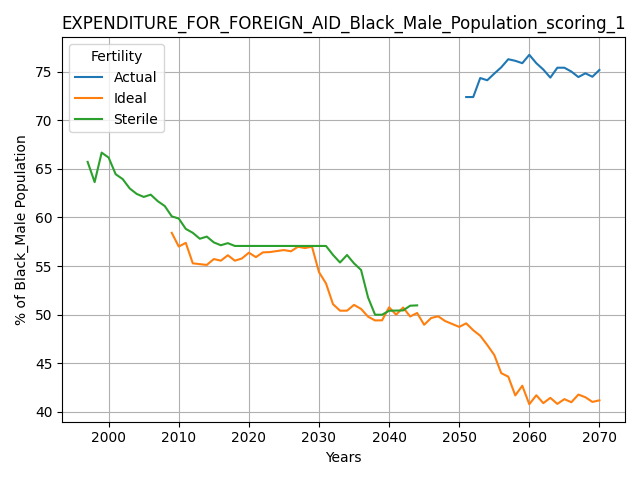 EXPENDITURE_FOR_FOREIGN_AID_Black_Male_Population_scoring_1
Fertility
Actual
Ideal
Sterile
% of Black_Male Population
75
70
65
60
55
50
45
40
2000
2010
2020
2030
2040
2050
2060
2070
Years